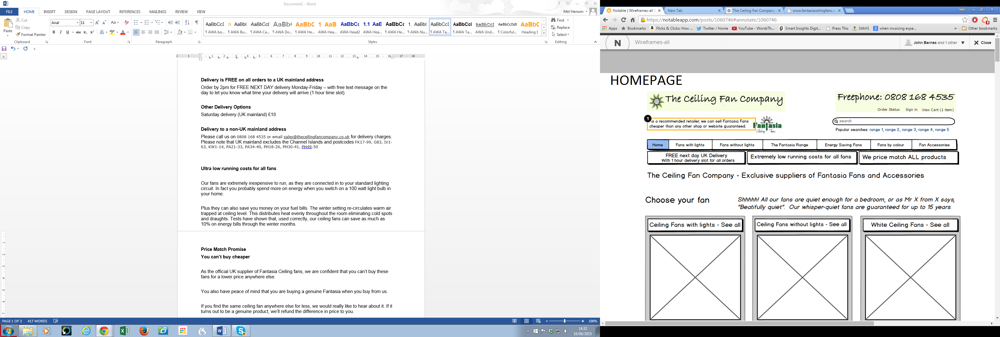 Document1 - Word
FILE HOME INSERT DESIGN PAGE LAYOUT REFERENCES MAILINGS REVIEW VIEW
Mel Henson
Paste
Cut
Copy
Format Painter
Clipboard
Arial 11
Font
Paragraph
¶ AWA bo... ¶ AWA Bu... ¶ AWA Ca... ¶ AWA Do... ¶ AWA He... ¶ AWA Hea... AWA Head2 AWA Hea... ¶ AWA He... ¶ AWA Nu... ¶ AWA Ta... ¶ AWA Ta... AWA Und... ¶ Colorful... Heading 1
Styles
Find
Replace
Select
Editing
Delivery is FREE on all orders to a UK mainland address
Order by 2pm for FREE NEXT DAY delivery Monday-Friday – with free text message on the
day to let you know what time your delivery will arrive (1 hour time slot).
Other Delivery Options
Saturday delivery (UK mainland) £18
Delivery to a non-UK mainland address
Please call us on 0808 168 4535 or email sales@theceilingfancompany.co.uk for delivery charges.
Please note that UK mainland excludes the Channel Islands and postcodes FK17-99, G83, IV1-
63, KW1-14, PA21-33, PA34-40, PH18-26, PH30-41, PH49-50
Ultra low running costs for all fans
Our fans are extremely inexpensive to run, as they are connected in to your standard lighting
circuit. In fact you probably spend more on energy when you switch on a 100 watt light bulb in
your home.
Plus they can also save you money on your fuel bills. The winter setting re-circulates warm air
trapped at ceiling level. This distributes heat evenly throughout the room eliminating cold spots
and draughts. Tests have shown that, used correctly, our ceiling fans can save as much as
10% on energy bills through the winter months.
Price Match Promise
You can't buy cheaper
As the official UK supplier of Fantasia Ceiling fans, we are confident that you can't buy these
fans for a lower price anywhere else.
You also have peace of mind that you are buying a genuine Fantasia when you buy from us.
If you find the same ceiling fan anywhere else for less, we would really like to hear about it. If it
turns out to be a genuine product, we'll refund the difference in price to you.
PAGE 1 OF 3 417 WORDS
100%
14:32
16/06/2015
Notable | Wireframes-all
New Tab
The Ceiling Fan Company
www.fantasiaceilingfans.c
Mel
https://notableapp.com/posts/1060746#annotate/1060746
Apps Bookmarks Flicks & Clicks: How ... Twitter / Home YouTube - WordsTh... Smart Insights Digit... Press This StAHS when invoicing expe... » Other bookmarks
N Wireframes-all
John Barnes and 1 other
Close
HOMEPAGE
The Ceiling Fan Company
Freephone: 0808 168 4535
Order Status Sign in View Cart (1 item)
1
s a recommended retailer, we can sell Fantasia Fans
cheaper than any other shop or website guaranteed.
Fantasia
Ceiling Fans
search
Popular searches: range 1, range 2, range 3, range 4, range 5
Home Fans with lights Fans without lights The Fantasia Range Energy Saving Fans Fans by colour Fan Accessories
FREE next day UK Delivery
With 1 hour delivery slot for all orders
Extremely low running costs for all fans
We price match ALL products
The Ceiling Fan Company - Exclusive suppliers of Fantasia Fans and Accessories
Choose your fan
Shhhhh! All our fans are quiet enough for a bedroom, or as Mr X from X says,
"Beatifully quiet". Our whisper-quiet fans are guaranteed for up to 15 years.
Ceiling Fans with lights - See all
Ceiling Fans without lights - See all
White Ceiling Fans - See all